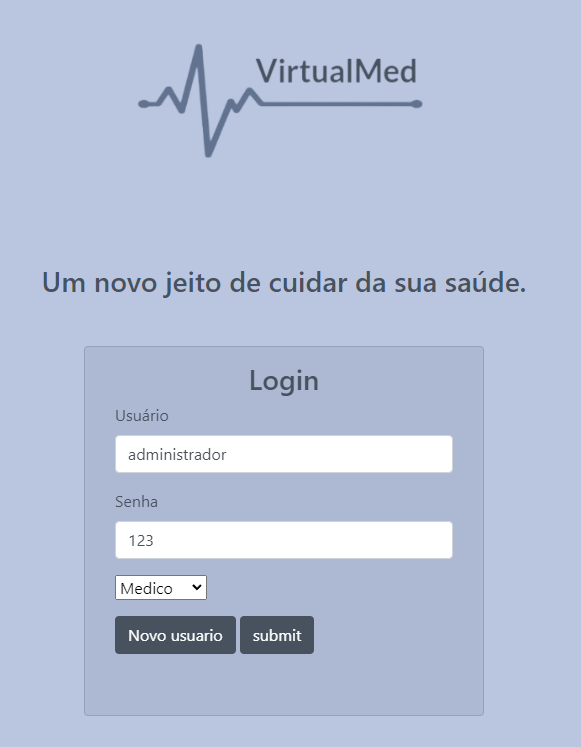 VirtualMed
Um novo jeito de cuidar da sua saúde.
Login
Usuário
administrador
Senha
123
Medico
Novo usuario submit